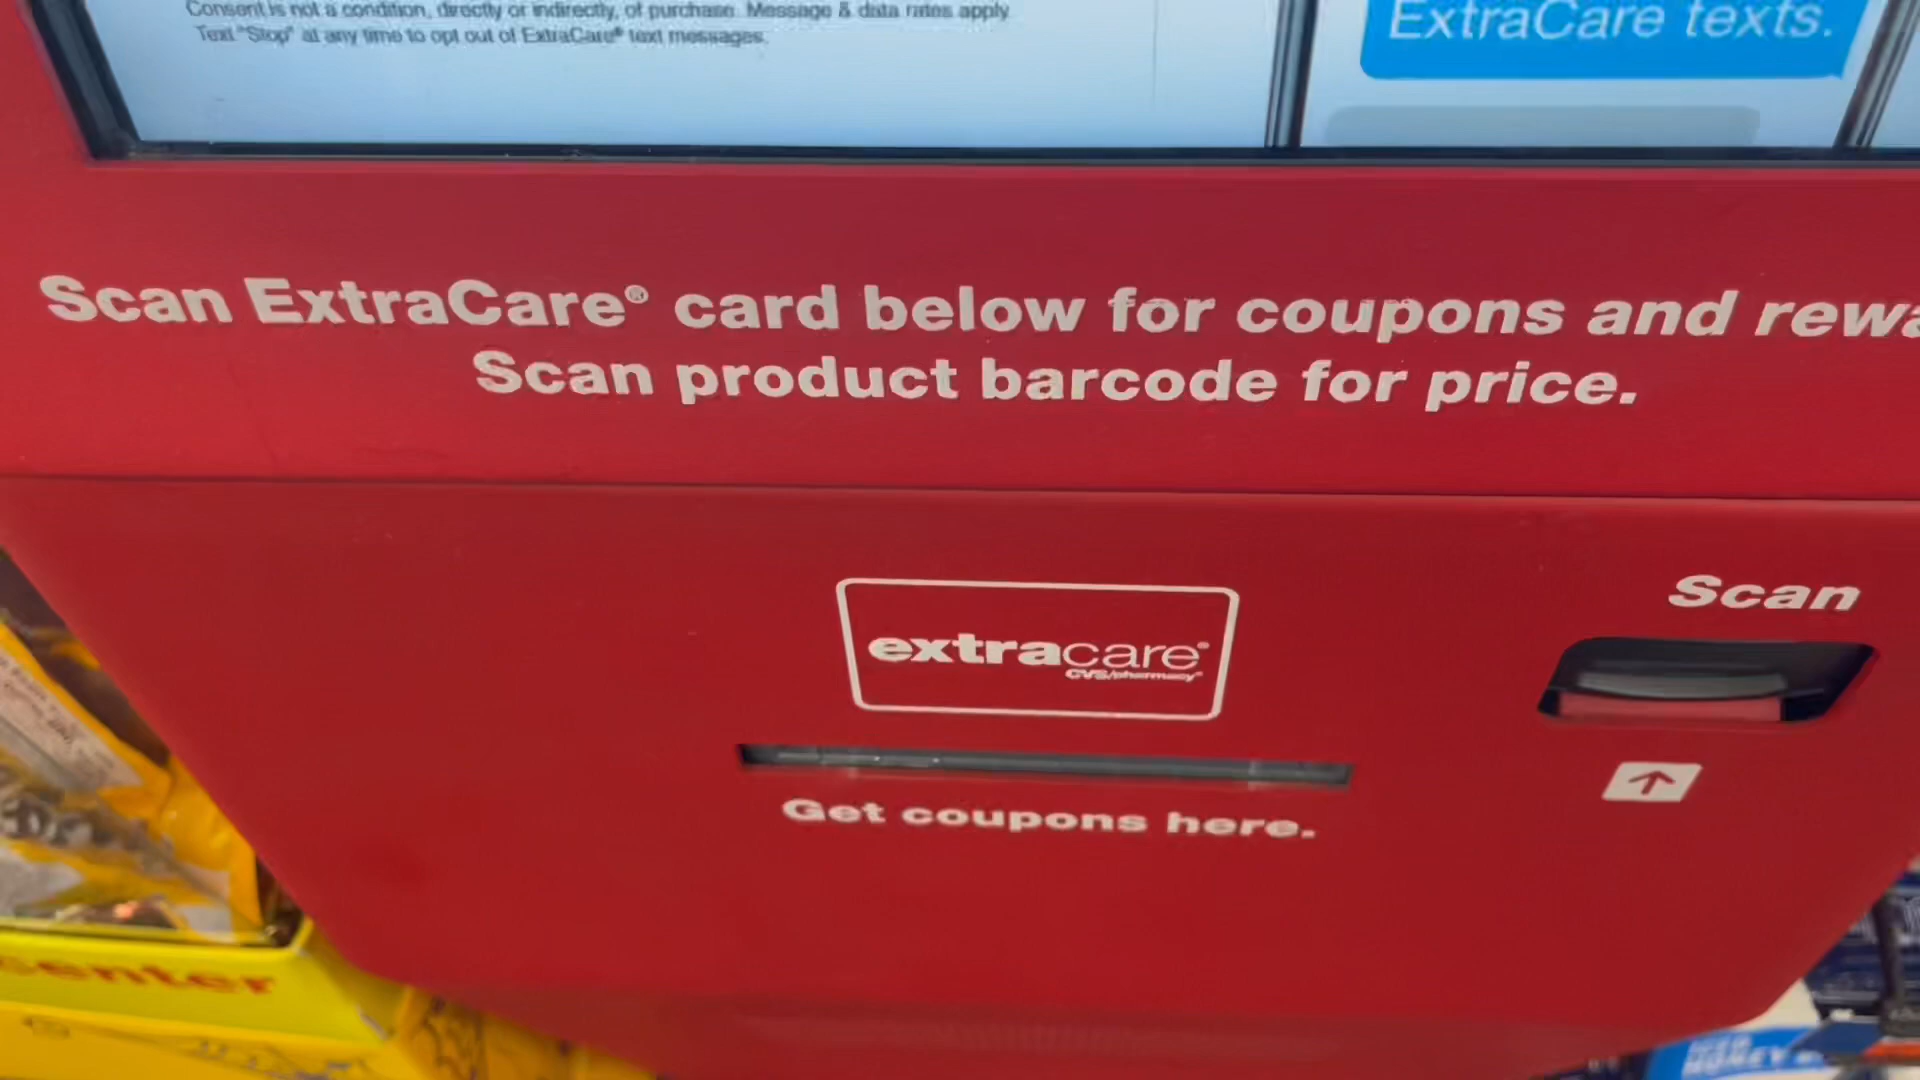 Consent is not a condition, directly or indirectly, of purchase. Message & data rates apply
Text "Stop" at any time to opt out of ExtraCare® text messages.
ExtraCare texts.
Scan ExtraCare® card below for coupons and rewa
Scan product barcode for price.
Scan
extracare®
CVS/pharmacy®
Get coupons here.
center